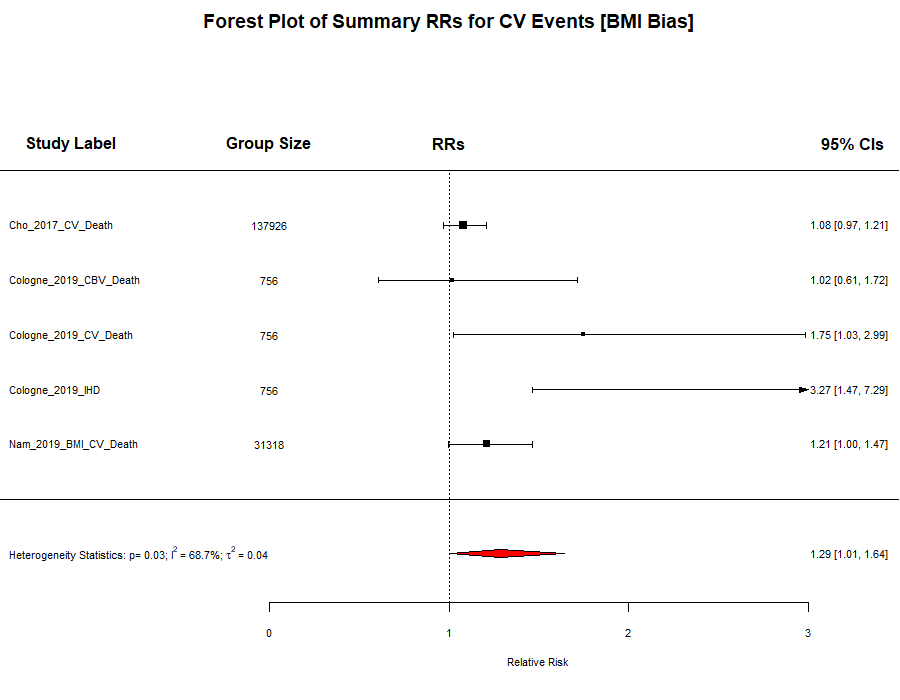 Forest Plot of Summary RRs for CV Events [BMI Bias]
Study Label Group Size RRs 95% CIs
Cho_2017_CV_Death 137926 1.08 [0.97, 1.21]
Cologne_2019_CBV_Death 756 1.02 [0.61, 1.72]
Cologne_2019_CV_Death 756 1.75 [1.03, 2.99]
Cologne_2019_IHD 756 3.27 [1.47, 7.29]
Nam_2019_BMI_CV_Death 31318 1.21 [1.00, 1.47]
Heterogeneity Statistics: p= 0.03; I² = 68.7%; τ² = 0.04 1.29 [1.01, 1.64]
0 1 2 3
Relative Risk